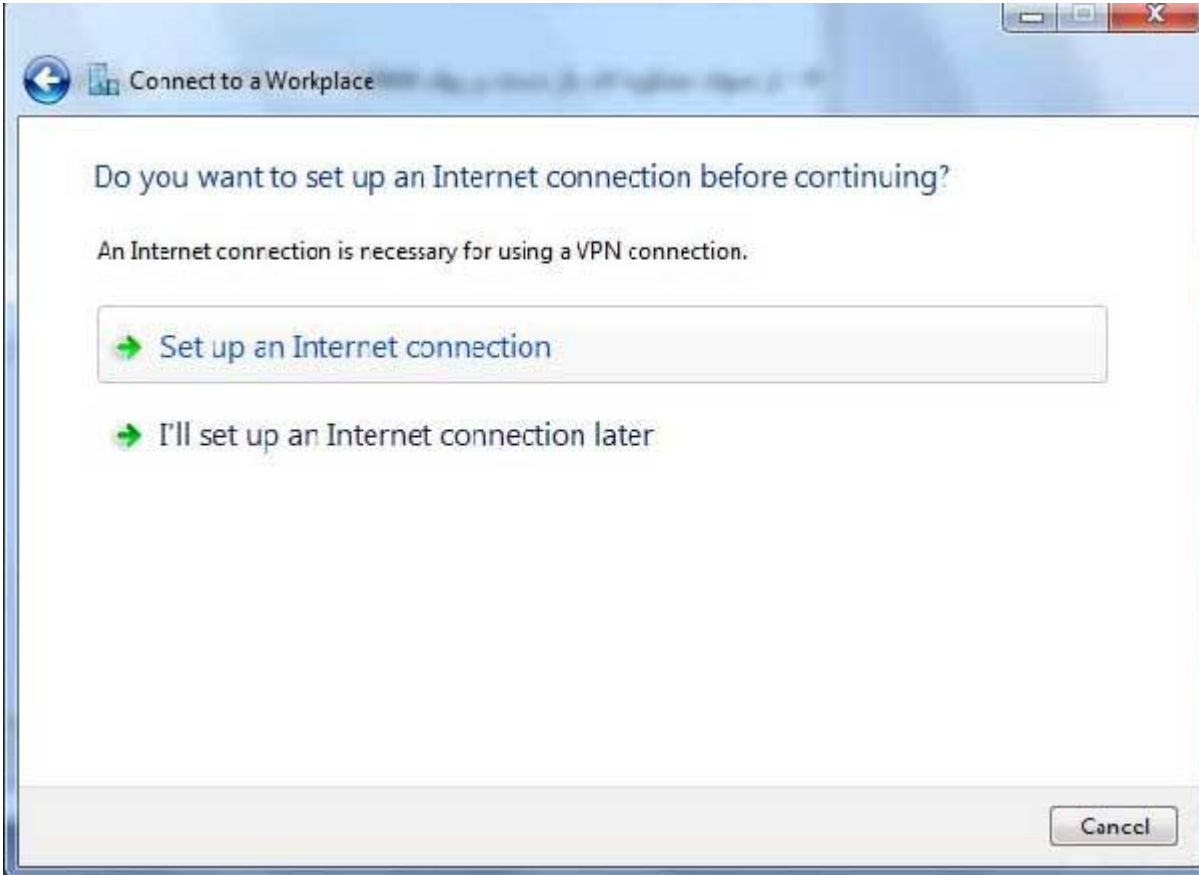 Connect to a Workplace
Do you want to set up an Internet connection before continuing?
An Internet connection is necessary for using a VPN connection.
Set up an Internet connection
I'll set up an Internet connection later
Cancel